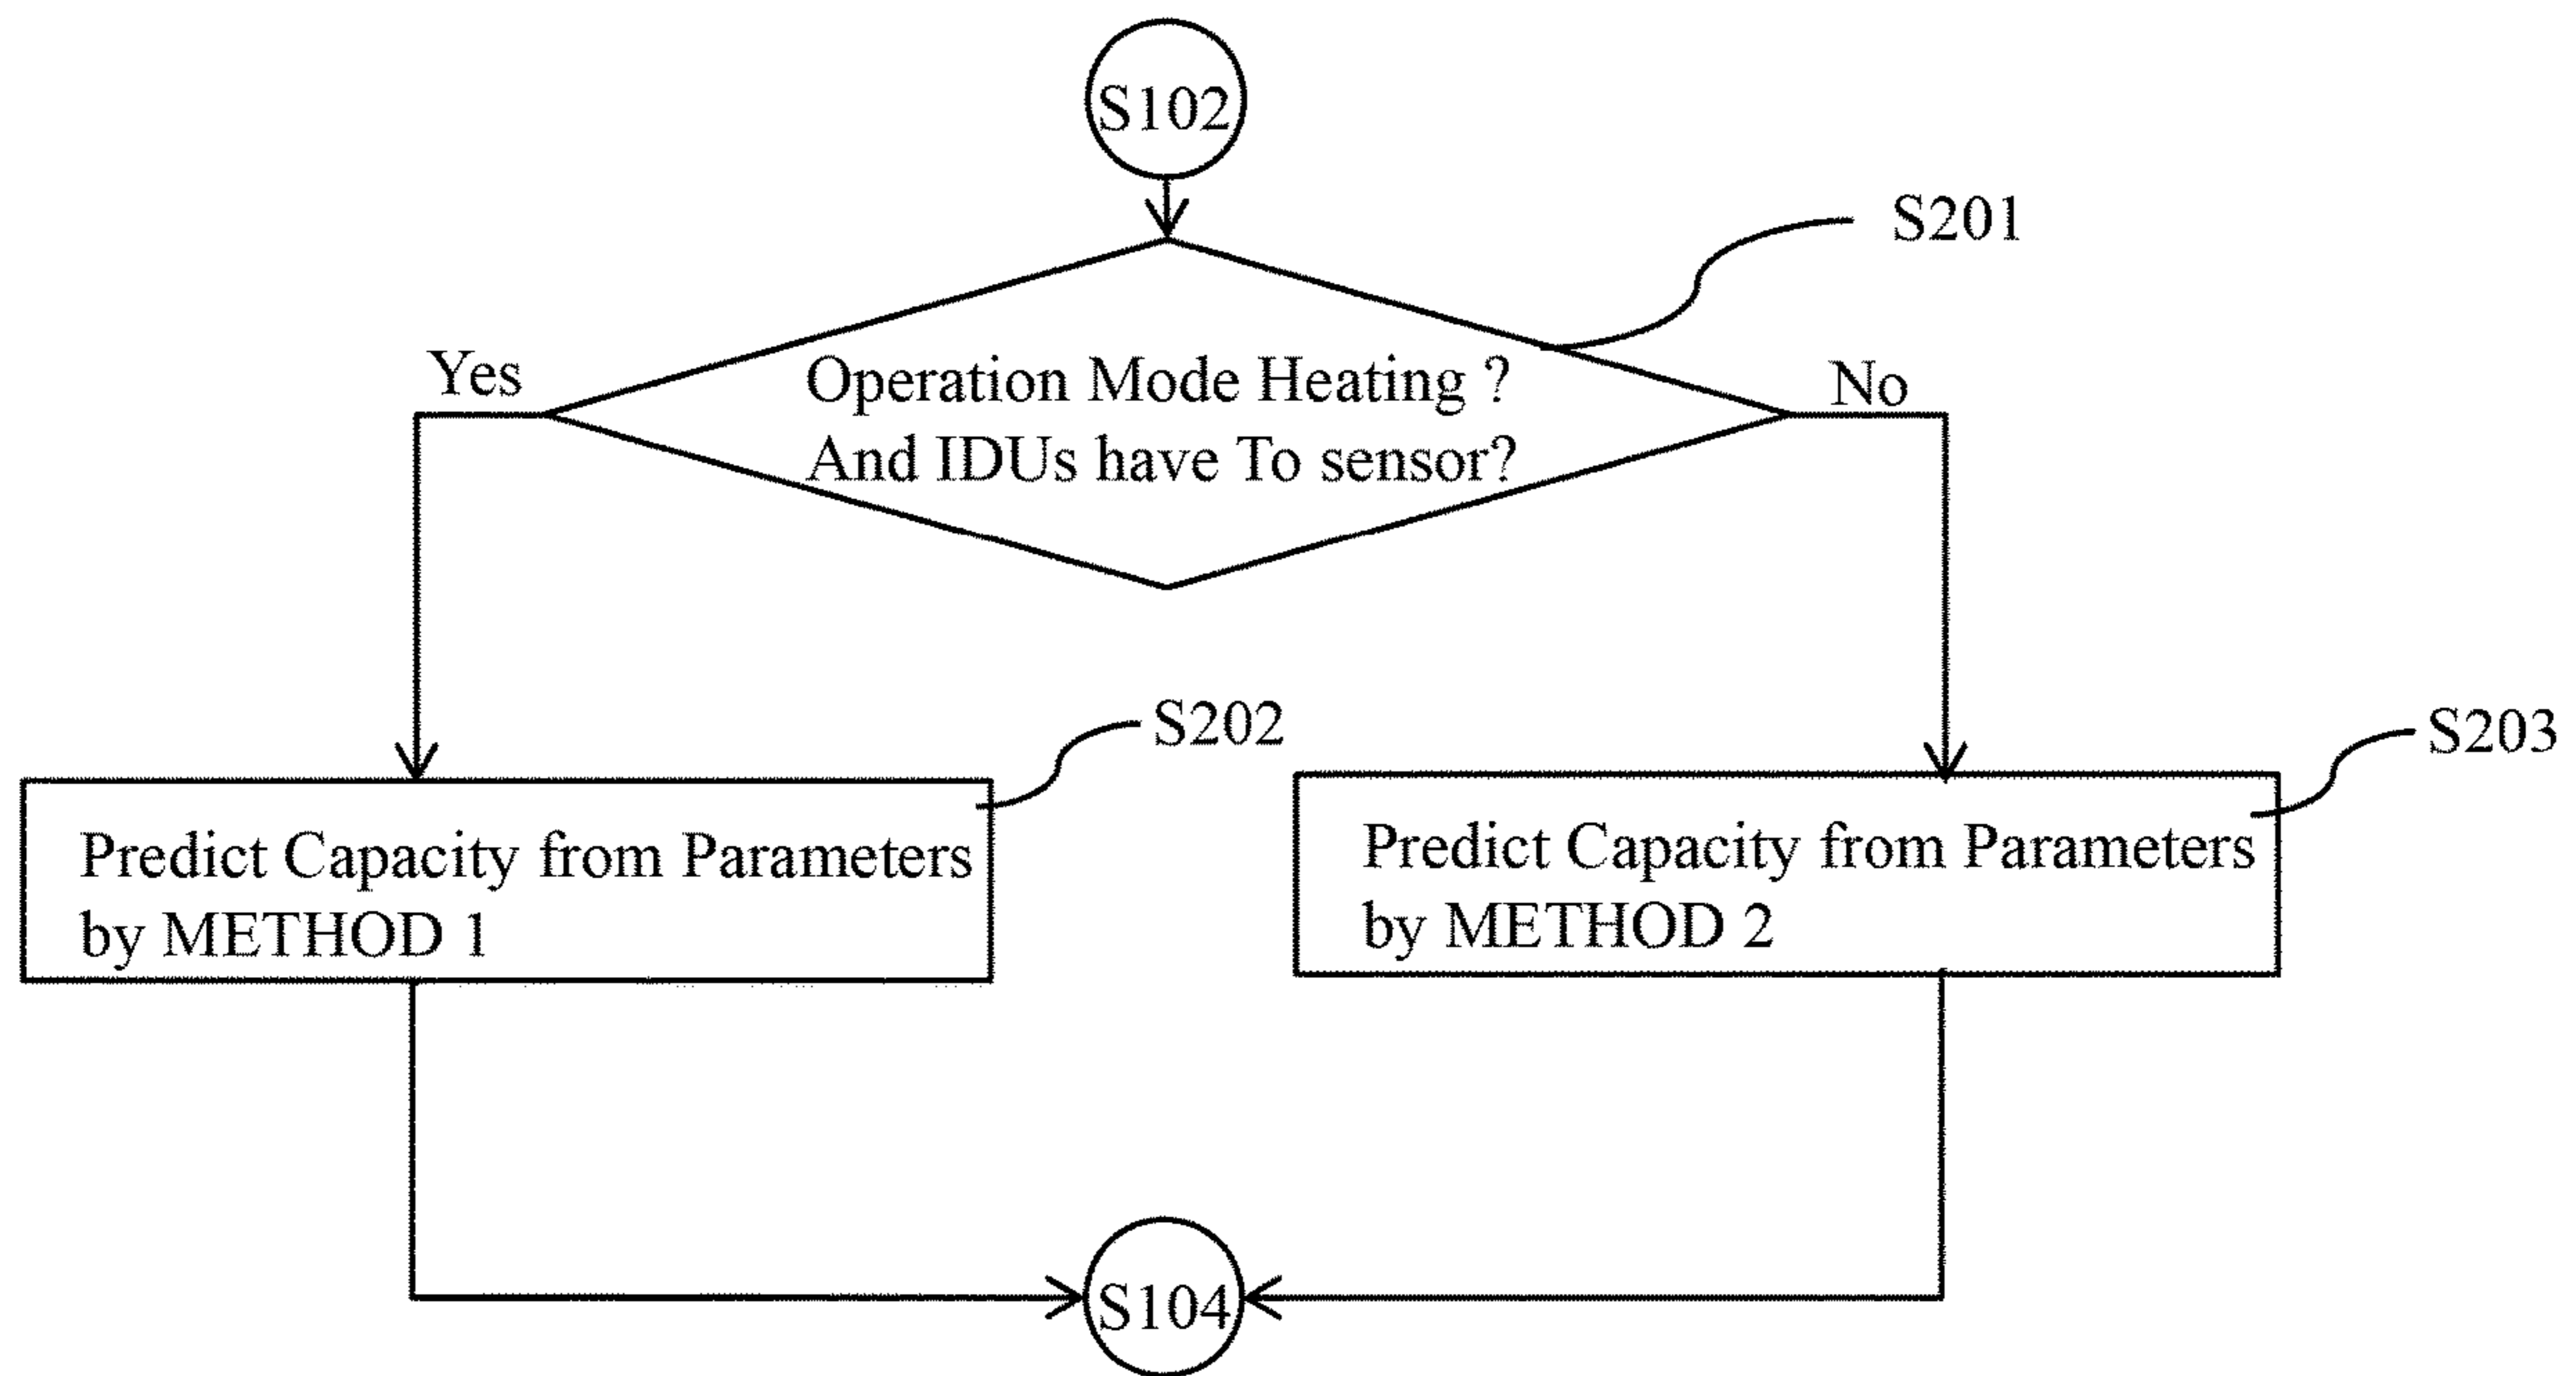 S102
S201
Yes
Operation Mode Heating ?
No
And IDUs have To sensor?
S202
S203
Predict Capacity from Parameters
by METHOD 1
Predict Capacity from Parameters
by METHOD 2
S104